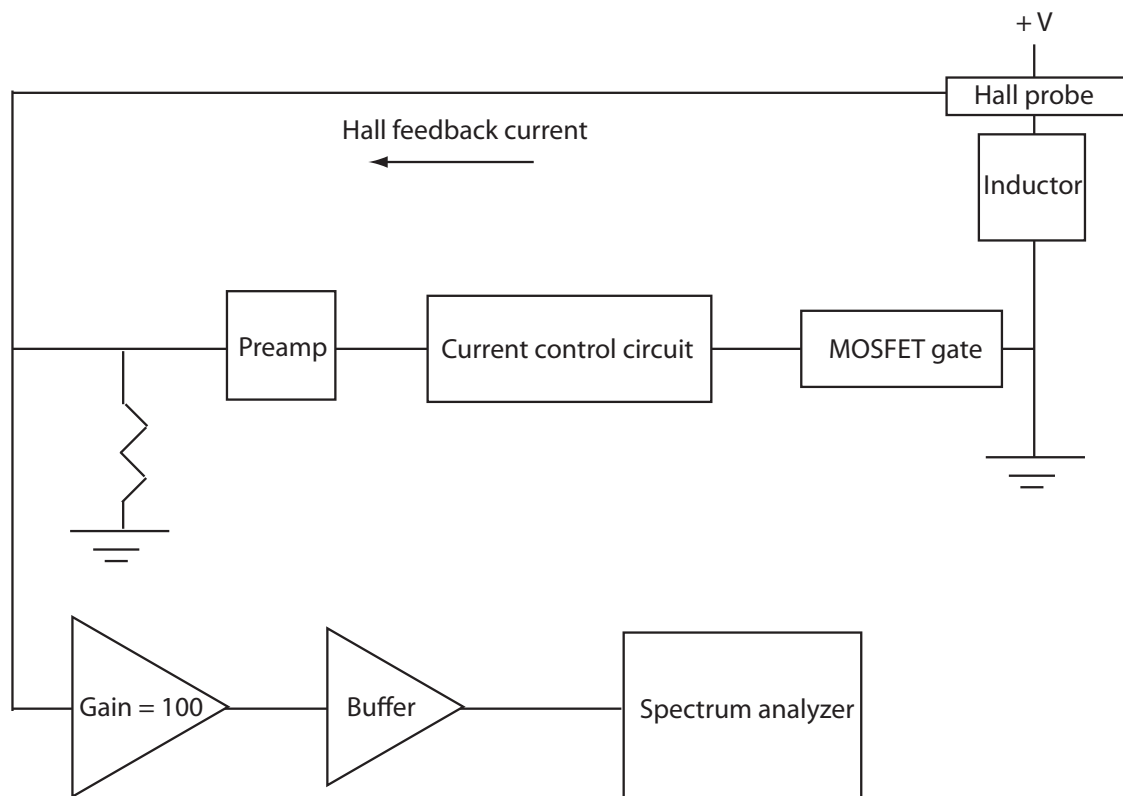 + V
Hall probe
Hall feedback current
Inductor
Preamp
Current control circuit
MOSFET gate
Gain = 100
Buffer
Spectrum analyzer